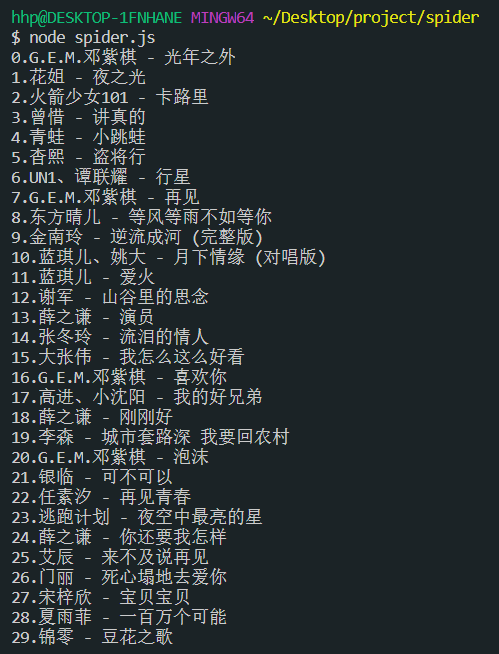 hhp@DESKTOP-1FNHANE MINGW64 ~/Desktop/project/spider
$ node spider.js
0.G.E.M.邓紫棋 - 光年之外
1.花姐 - 夜之光
2.火箭少女101 - 卡路里
3.曾惜 - 讲真的
4.青蛙 - 小跳蛙
5.杳熙 - 盗将行
6.UN1、谭联耀 - 行星
7.G.E.M.邓紫棋 - 再见
8.东方晴儿 - 等风等雨不如等你
9.金南玲 - 逆流成河 (完整版)
10.蓝琪儿、姚大 - 月下情缘 (对唱版)
11.蓝琪儿 - 爱火
12.谢军 - 山谷里的思念
13.薛之谦 - 演员
14.张冬玲 - 流泪的情人
15.大张伟 - 我怎么这么好看
16.G.E.M.邓紫棋 - 喜欢你
17.高进、小沈阳 - 我的好兄弟
18.薛之谦 - 刚刚好
19.李森 - 城市套路深 我要回农村
20.G.E.M.邓紫棋 - 泡沫
21.银临 - 可不可以
22.任素汐 - 再见青春
23.逃跑计划 - 夜空中最亮的星
24.薛之谦 - 你还要我怎样
25.艾辰 - 来不及说再见
26.门丽 - 死心塌地去爱你
27.宋梓欣 - 宝贝宝贝
28.夏雨菲 - 一百万个可能
29.锦零 - 豆花之歌